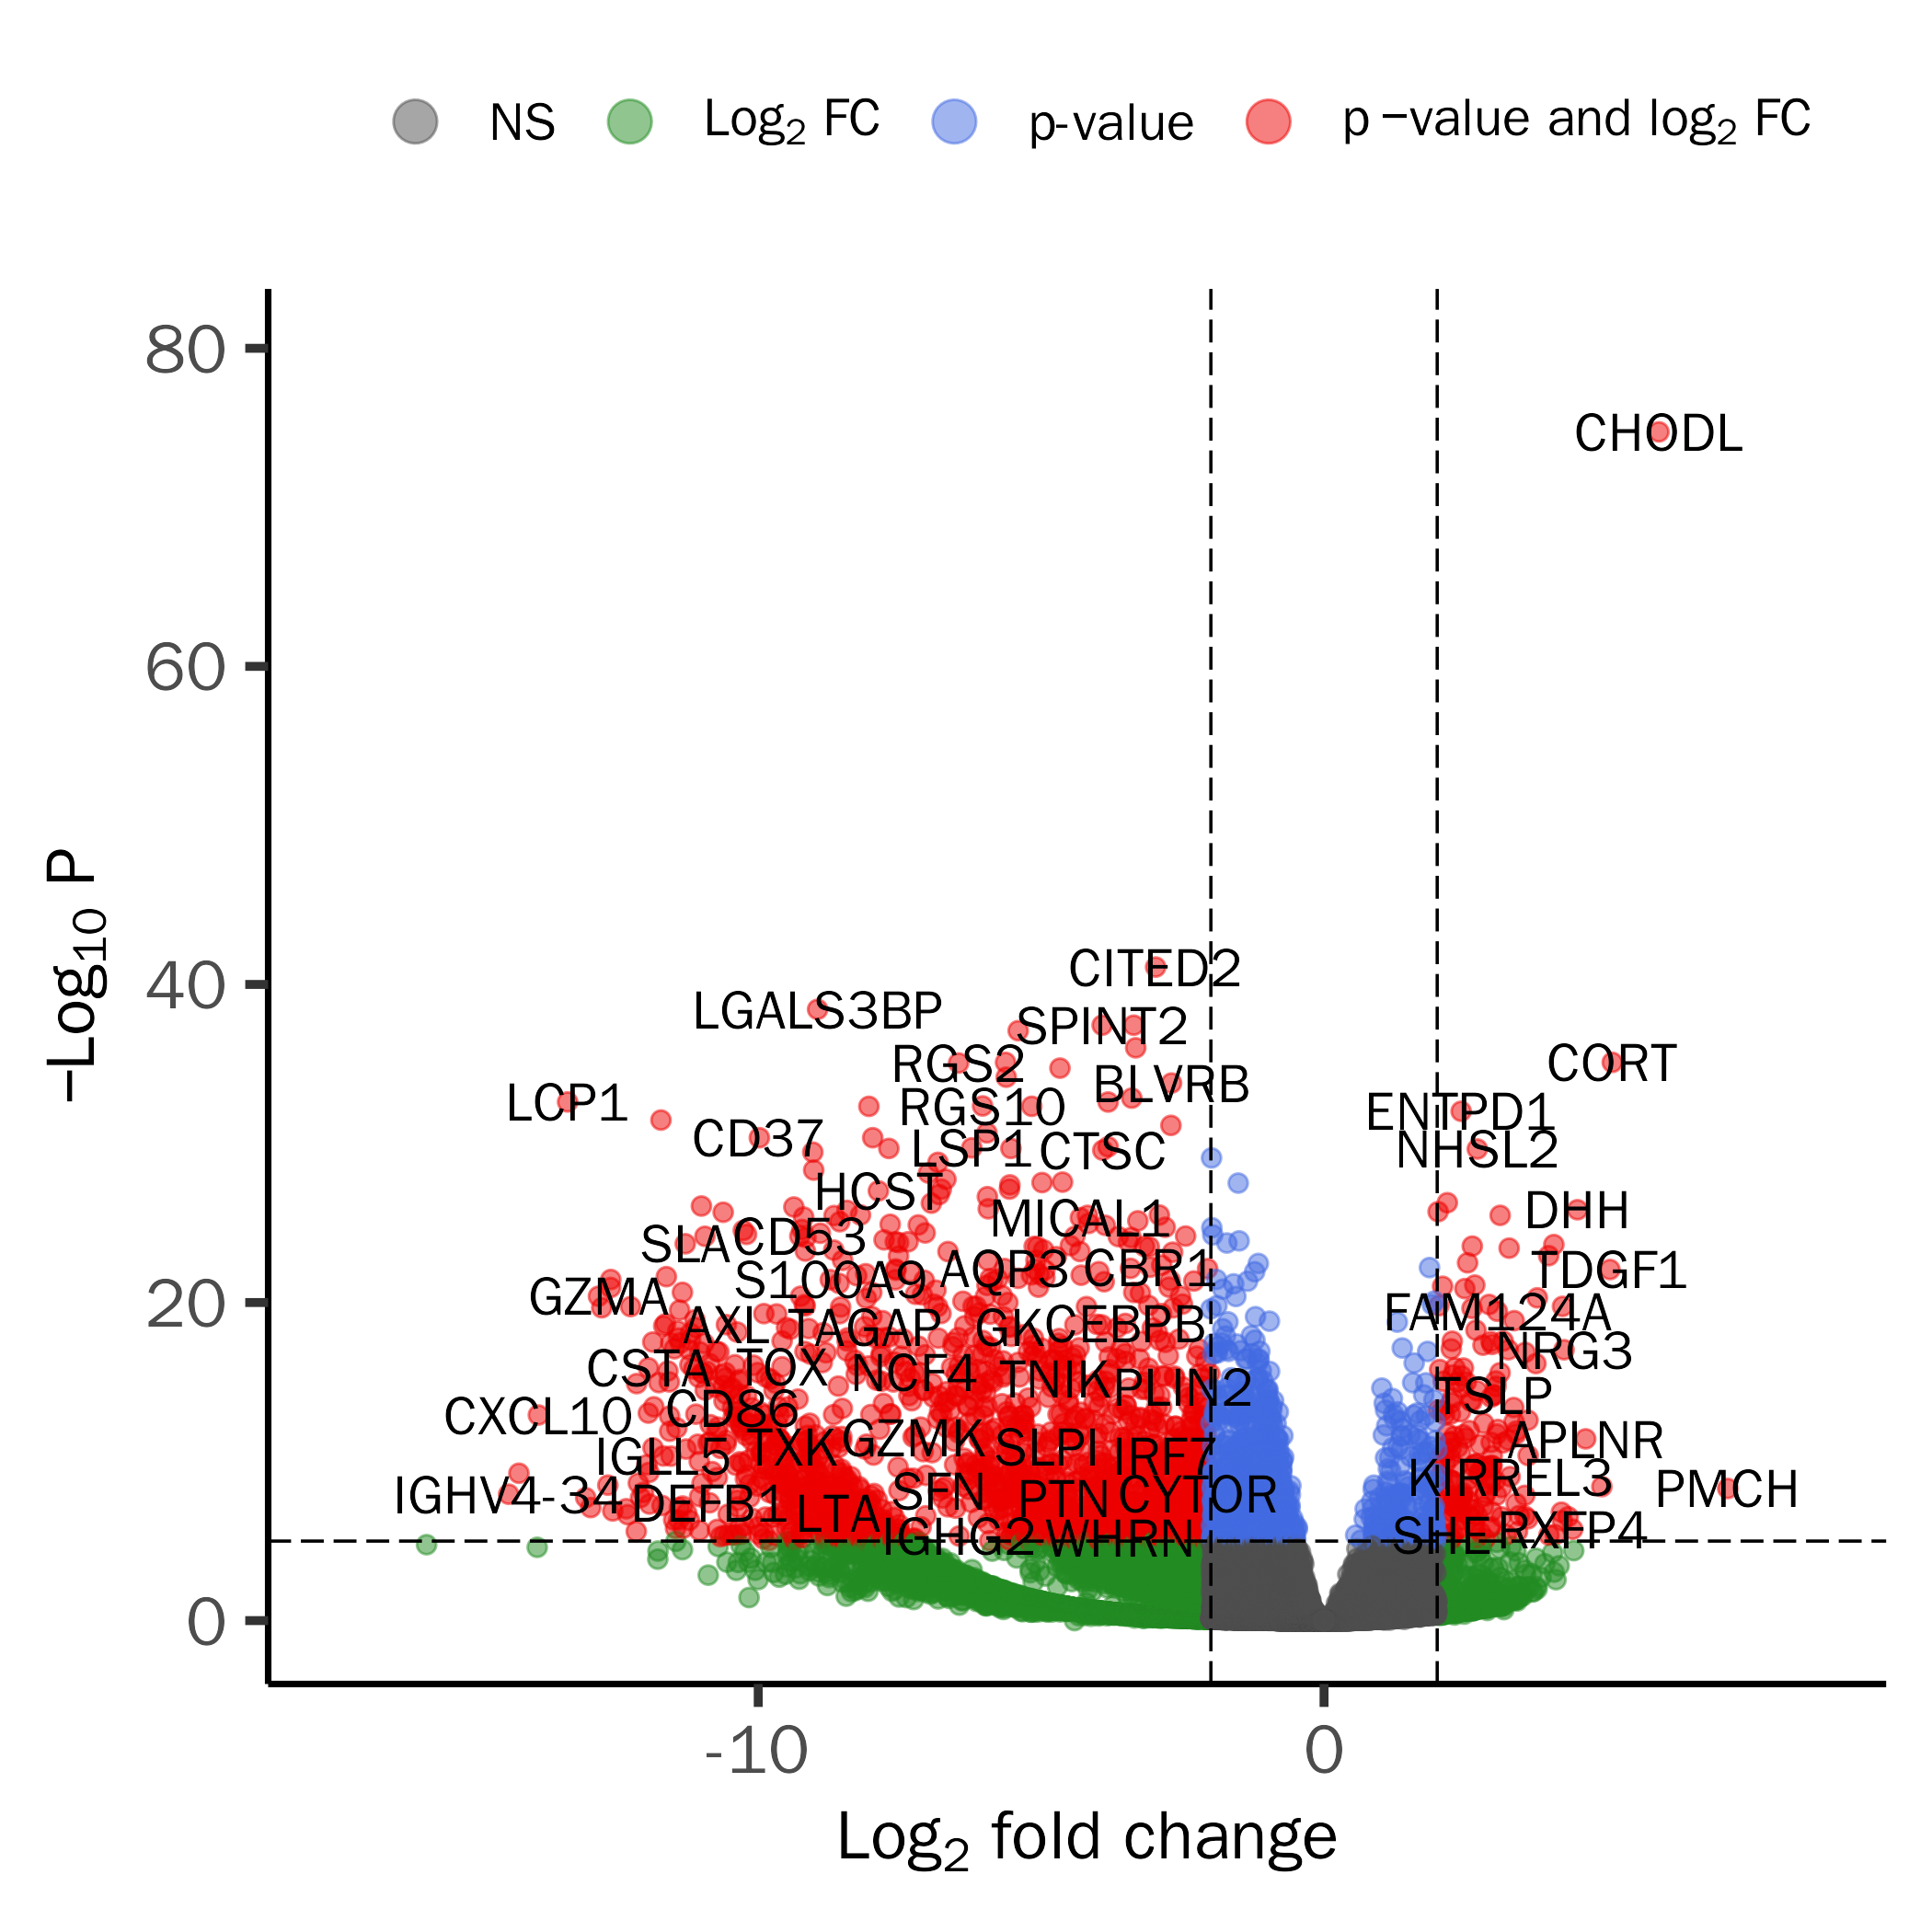 NS Log2 FC p-value p −value and log2 FC
80
CHODL
60
−Log10 P
40
CITED2
LGALS3BP SPINT2
RGS2 CORT
BLVRB
LCP1 RGS10 ENTPD1
CD37 LSP1 CTSC NHSL2
HCST
MICAL1 DHH
SLA CD53
S100A9 AQP3 CBR1 TDGF1
20
GZMA
AXL TAGAP GK CEBPB FAM124A
CSTA TOX NCF4 TNIK PLIN2 NRG3
CXCL10 CD86 TSLP
IGLL5 TXK GZMK SLPI IRF7 APLNR
IGHV4-34 DEFB1 LTA SFN PTN CYTOR KIRREL3 PMCH
IGHG2 WHRN SHE RXFP4
0
-10 0
Log2 fold change